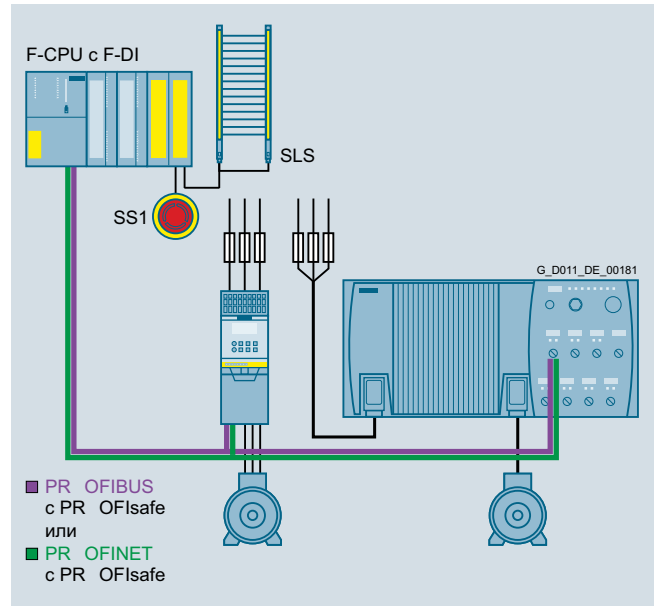 F-CPU с F-DI
SLS
SS1
G_D011_DE_00181
PR OFIBUS
с PR OFIsafe
или
PR OFINET
с PR OFIsafe